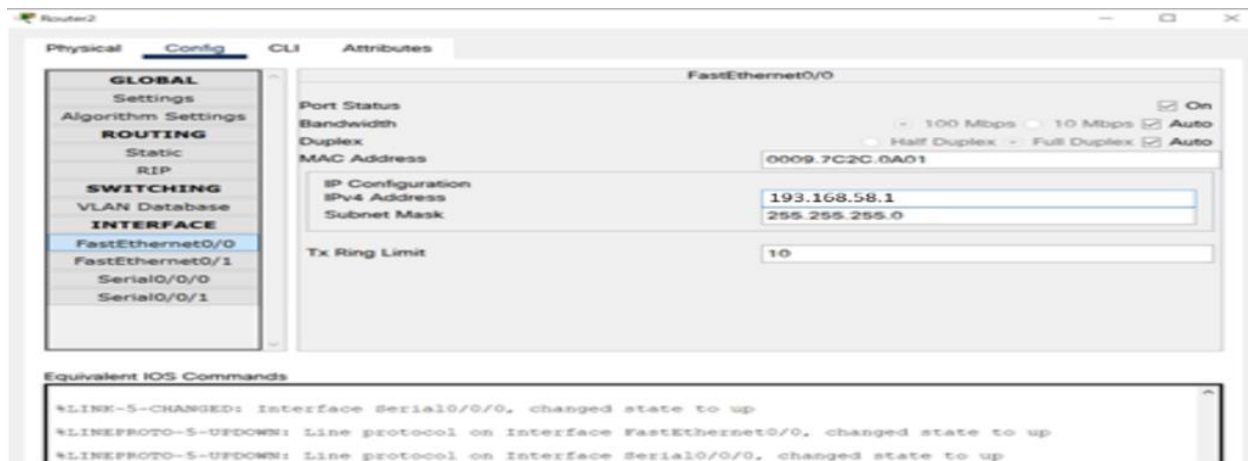 Router2
Physical Config CLI Attributes
GLOBAL
Settings
Algorithm Settings
ROUTING
Static
RIP
SWITCHING
VLAN Database
INTERFACE
FastEthernet0/0
FastEthernet0/1
Serial0/0/0
Serial0/0/1
FastEthernet0/0
Port Status On
Bandwidth 100 Mbps 10 Mbps Auto
Duplex Half Duplex Full Duplex Auto
MAC Address 0009.7C2C.0A01
IP Configuration
IPv4 Address 193.168.58.1
Subnet Mask 255.255.255.0
Tx Ring Limit 10
Equivalent IOS Commands
%LINK-5-CHANGED: Interface Serial0/0/0, changed state to up
%LINEPROTO-5-UPDOWN: Line protocol on Interface FastEthernet0/0, changed state to up
%LINEPROTO-5-UPDOWN: Line protocol on Interface Serial0/0/0, changed state to up